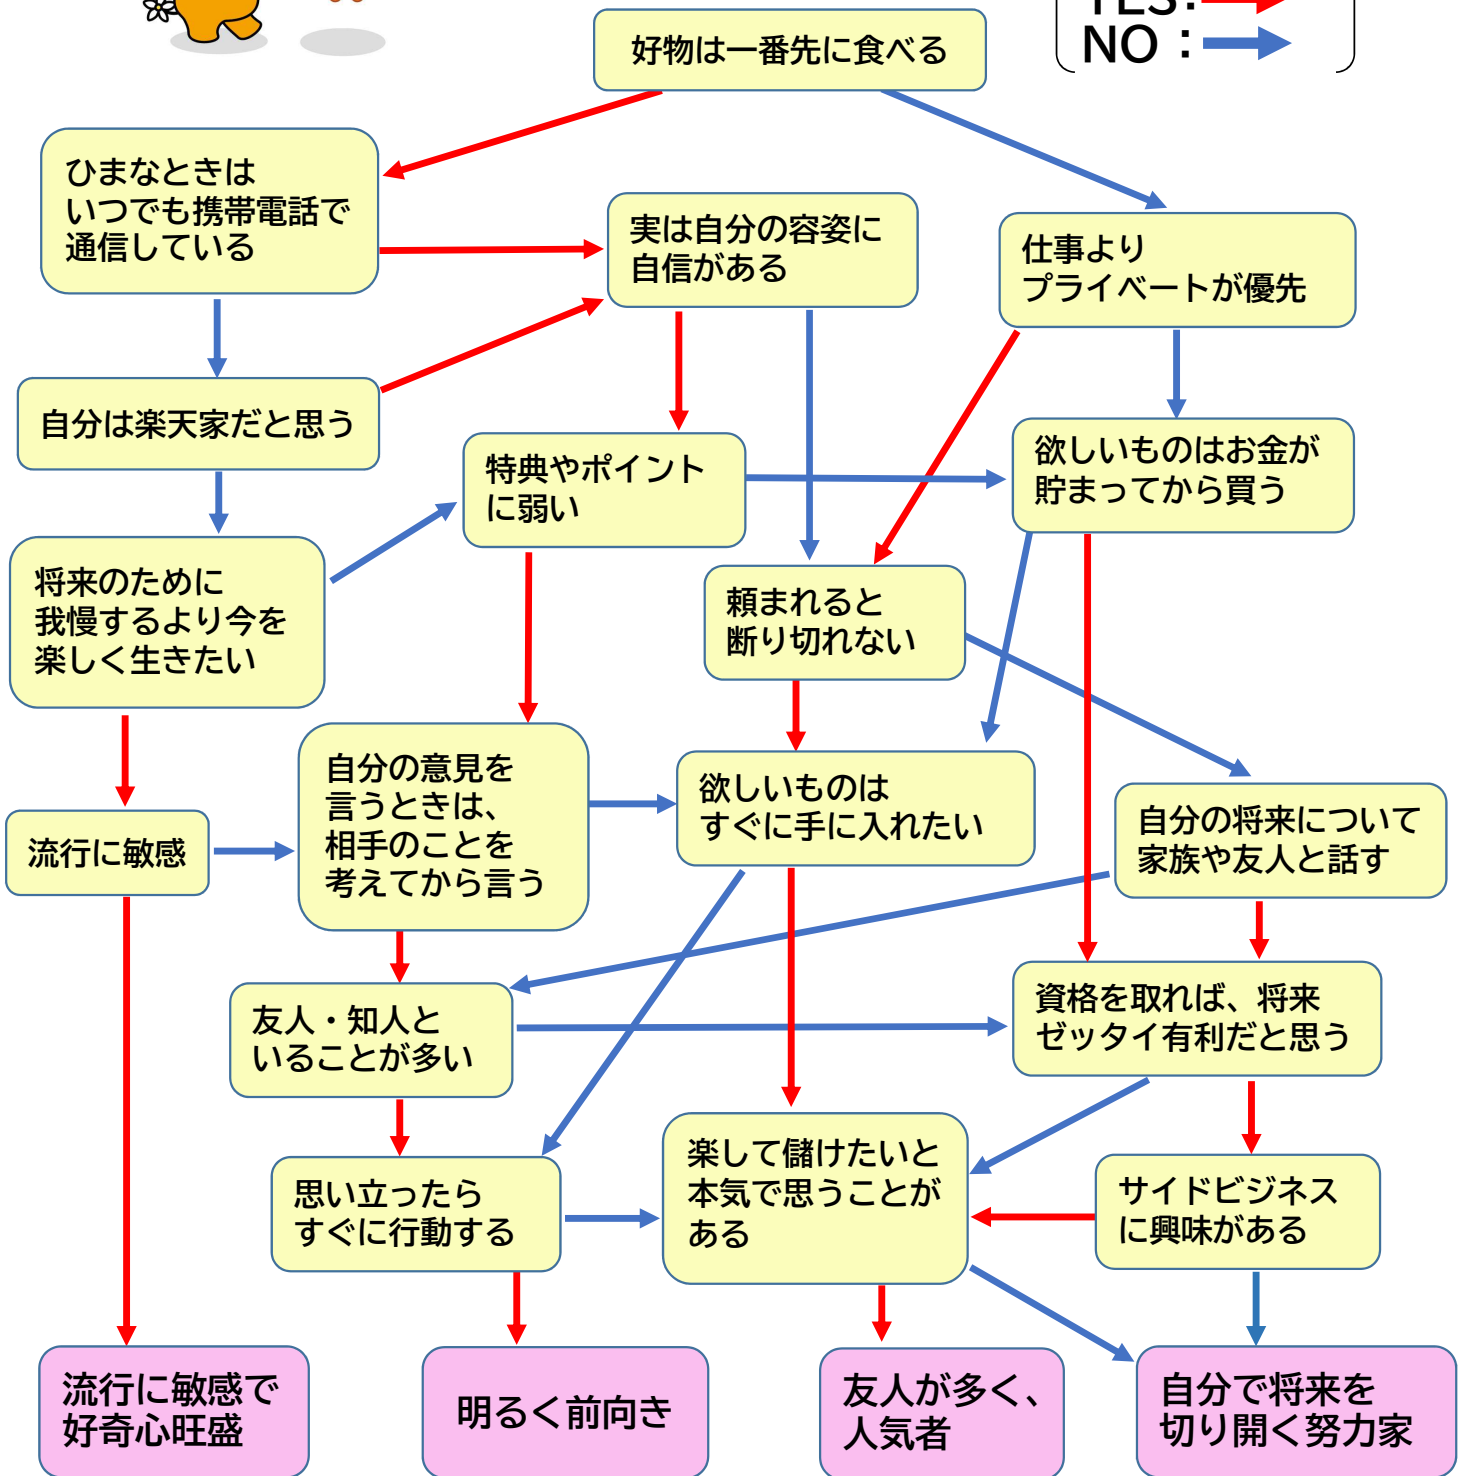 YES:
NO :
好物は一番先に食べる
ひまなときは
いつでも携帯電話で
通信している
実は自分の容姿に
自信がある
仕事より
プライベートが優先
自分は楽天家だと思う
特典やポイント
に弱い
欲しいものはお金が
貯まってから買う
将来のために
我慢するより今を
楽しく生きたい
頼まれると
断り切れない
流行に敏感
自分の意見を
言うときは、
相手のことを
考えてから言う
欲しいものは
すぐに手に入れたい
自分の将来について
家族や友人と話す
友人・知人と
いることが多い
資格を取れば、将来
ゼッタイ有利だと思う
思い立ったら
すぐに行動する
楽して儲けたいと
本気で思うことが
ある
サイドビジネス
に興味がある
流行に敏感で
好奇心旺盛
明るく前向き
友人が多く、
人気者
自分で将来を
切り開く努力家